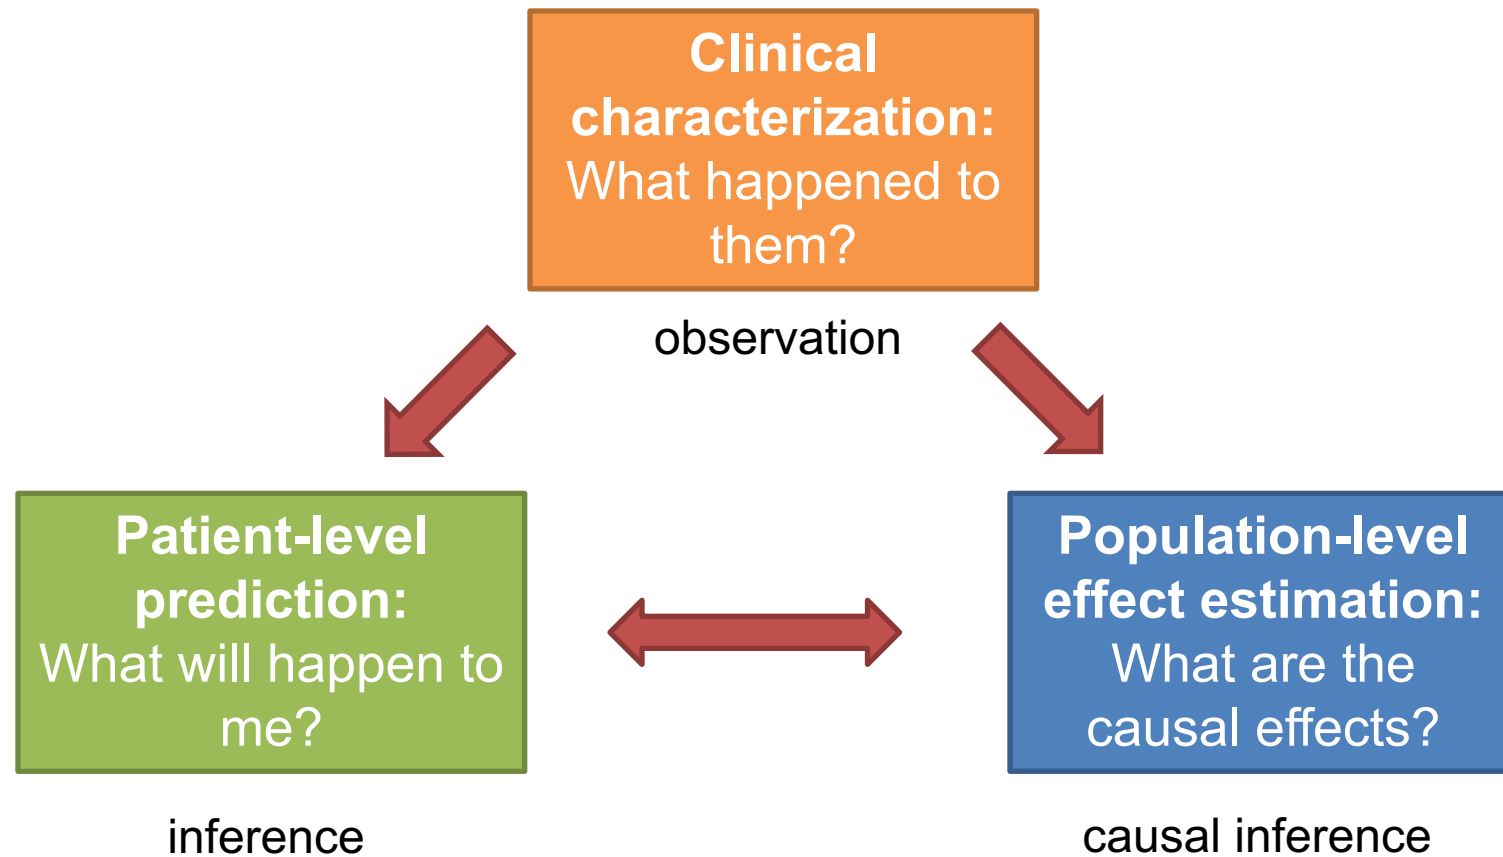 Clinical
characterization:
What happened to
them?
observation
Patient-level
prediction:
What will happen to
me?
inference
Population-level
effect estimation:
What are the
causal effects?
causal inference